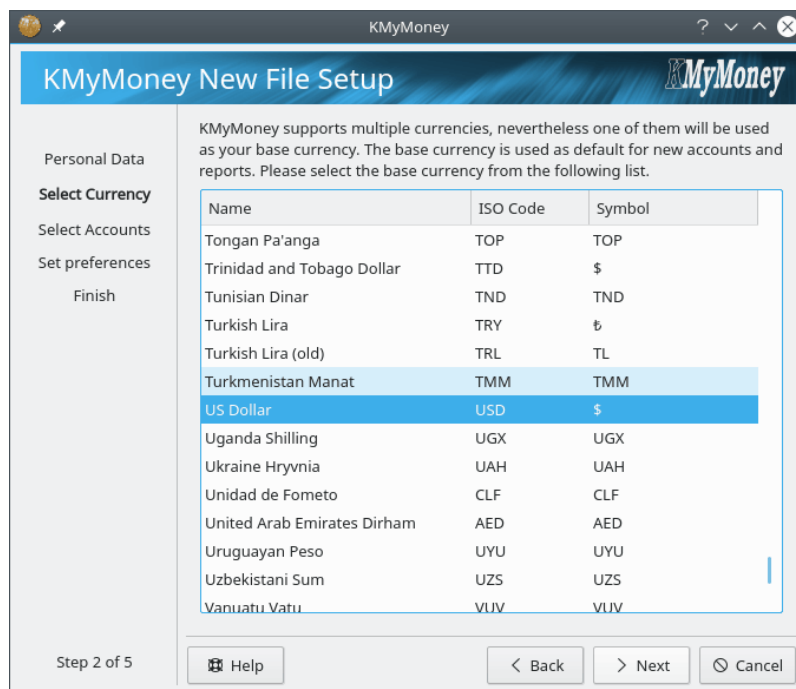 KMyMoney
KMyMoney New File Setup
KMyMoney
Personal Data
Select Currency
Select Accounts
Set preferences
Finish
KMyMoney supports multiple currencies, nevertheless one of them will be used
as your base currency. The base currency is used as default for new accounts and
reports. Please select the base currency from the following list.
Name ISO Code Symbol
Tongan Pa'anga TOP TOP
Trinidad and Tobago Dollar TTD $
Tunisian Dinar TND TND
Turkish Lira TRY ₺
Turkish Lira (old) TRL TL
Turkmenistan Manat TMM TMM
US Dollar USD $
Uganda Shilling UGX UGX
Ukraine Hryvnia UAH UAH
Unidad de Fometo CLF CLF
United Arab Emirates Dirham AED AED
Uruguayan Peso UYU UYU
Uzbekistani Sum UZS UZS
Vanuatu Vatu VUV VUV
Step 2 of 5
Help
< Back
> Next
Cancel